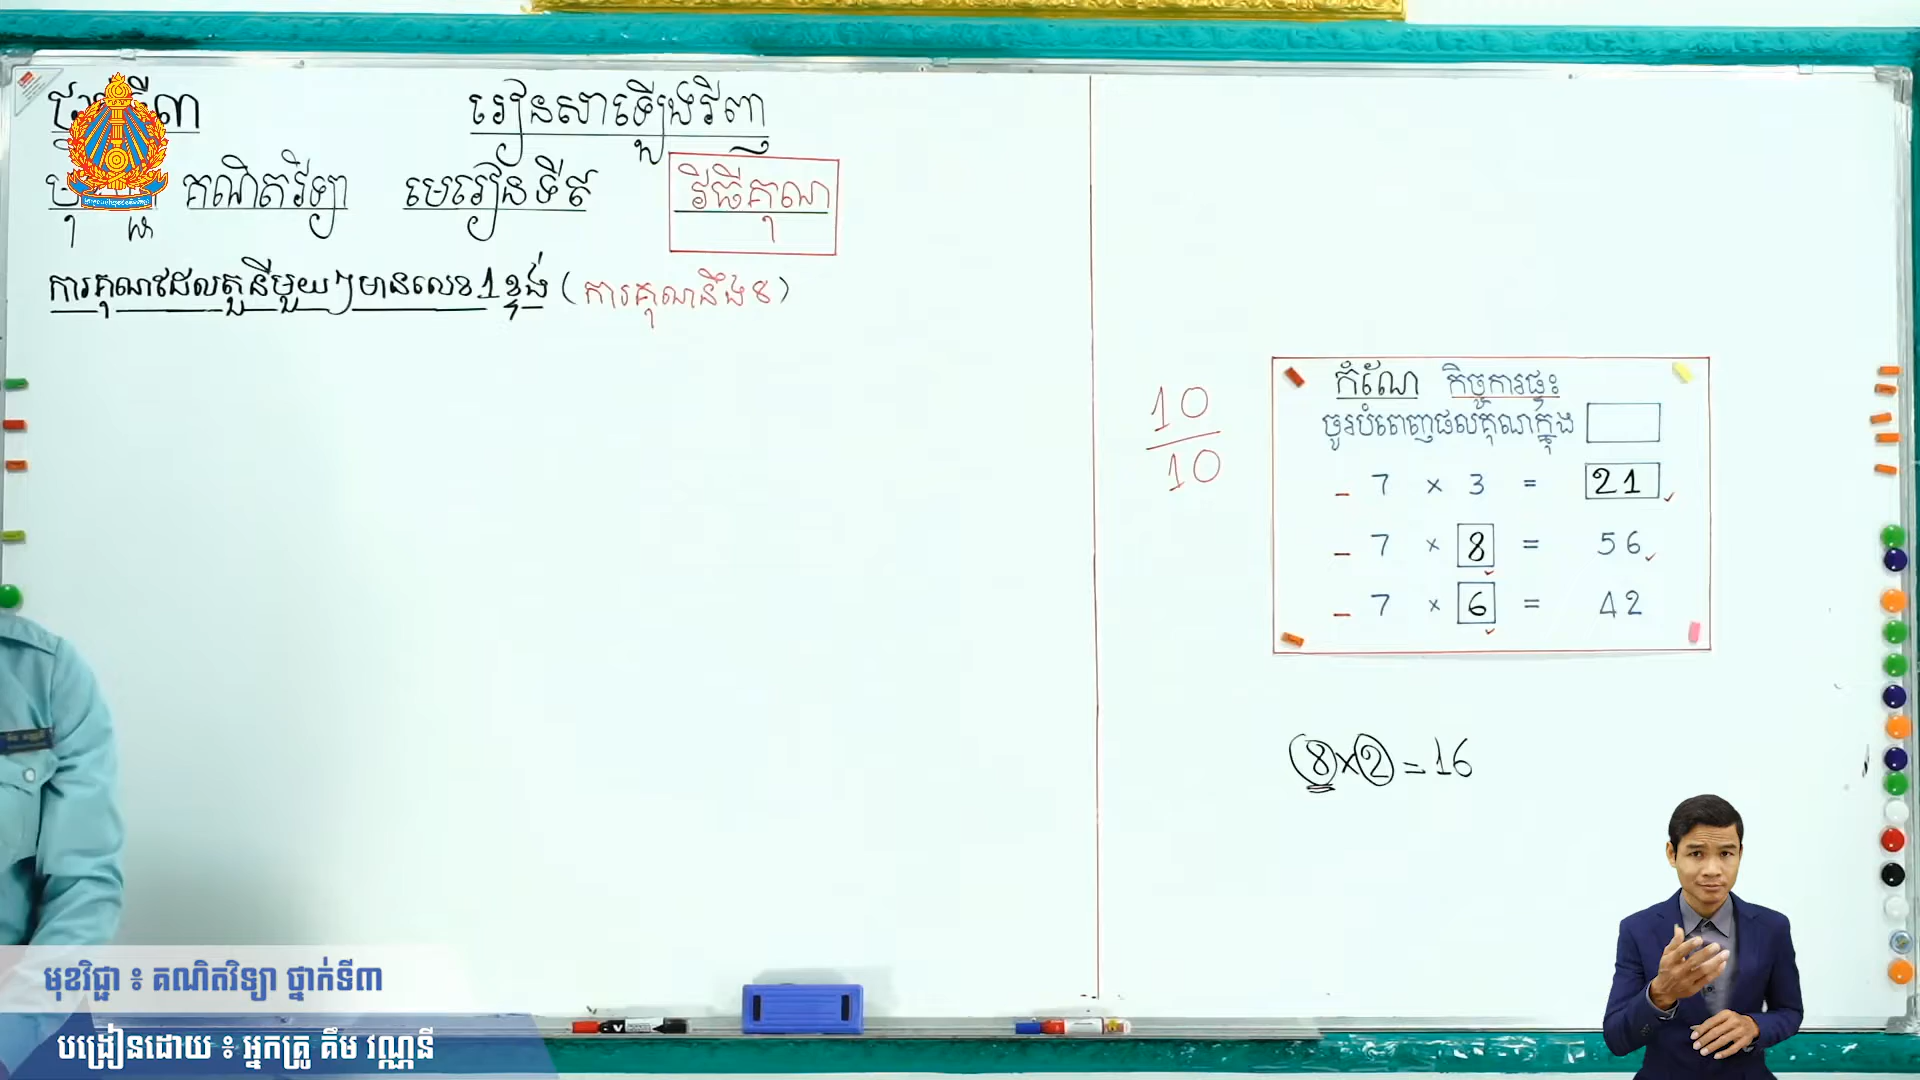 ថ្នាក់ទី៣ រៀនសាឡើងវិញ
មុខវិជ្ជា គណិតវិទ្យា មេរៀនទី៥ វិធីគុណ
ការគុណដែលតួនីមួយៗមានលេខ1ខ្ទង់ (ការគុណនឹង8)
10
10
កំណែ កិច្ចការផ្ទះ
ចូរបំពេញផលគុណក្នុង
– 7 × 3 = 21
– 7 × 8 = 56
– 7 × 6 = 42
8×2=16
មុខវិជ្ជា ៖ គណិតវិទ្យា ថ្នាក់ទី៣
បង្រៀនដោយ ៖ អ្នកគ្រូ គឹម វណ្ណនី